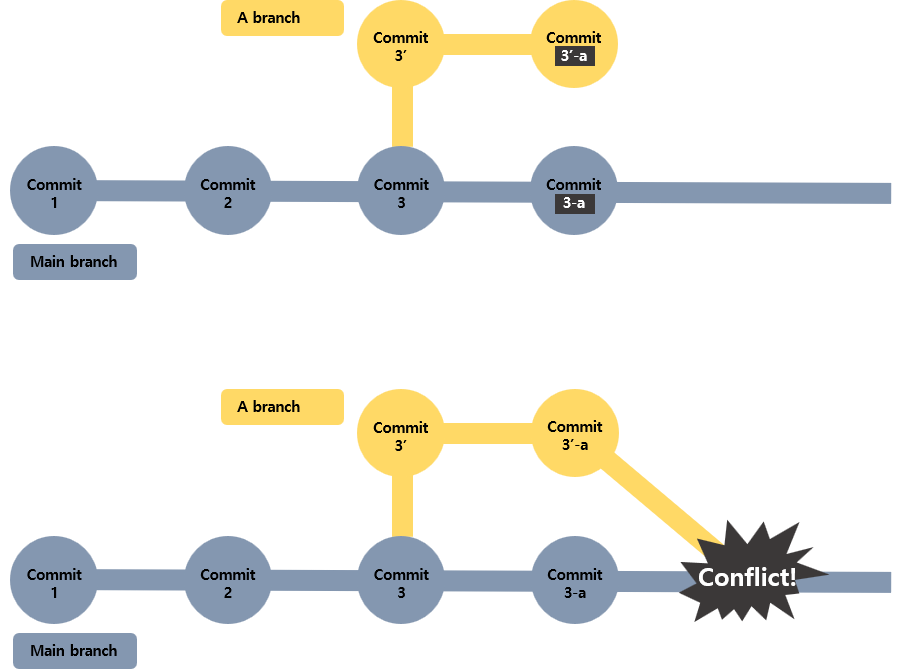 A branch
Commit
3′
Commit
3′-a
Commit
1
Commit
2
Commit
3
Commit
3-a
Main branch
A branch
Commit
3′
Commit
3′-a
Commit
1
Commit
2
Commit
3
Commit
3-a
Conflict!
Main branch